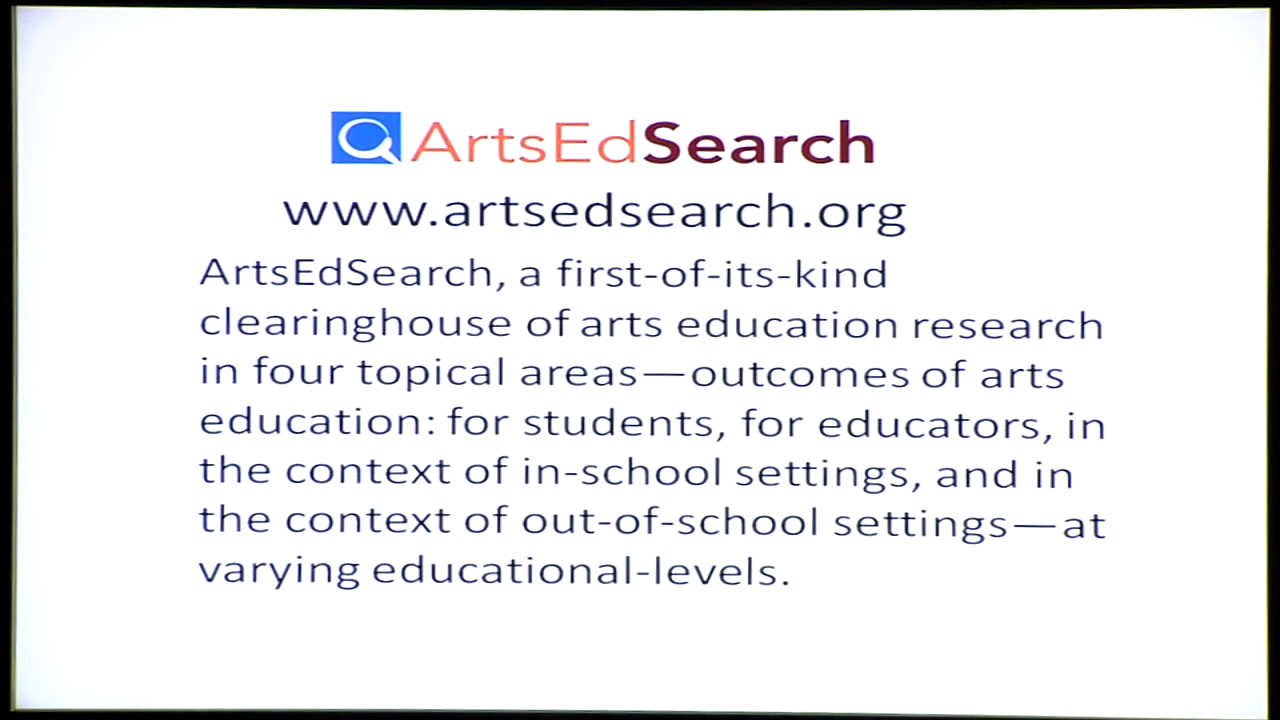 ArtsEdSearch
www.artsedsearch.org
ArtsEdSearch, a first-of-its-kind
clearinghouse of arts education research
in four topical areas—outcomes of arts
education: for students, for educators, in
the context of in-school settings, and in
the context of out-of-school settings—at
varying educational-levels.